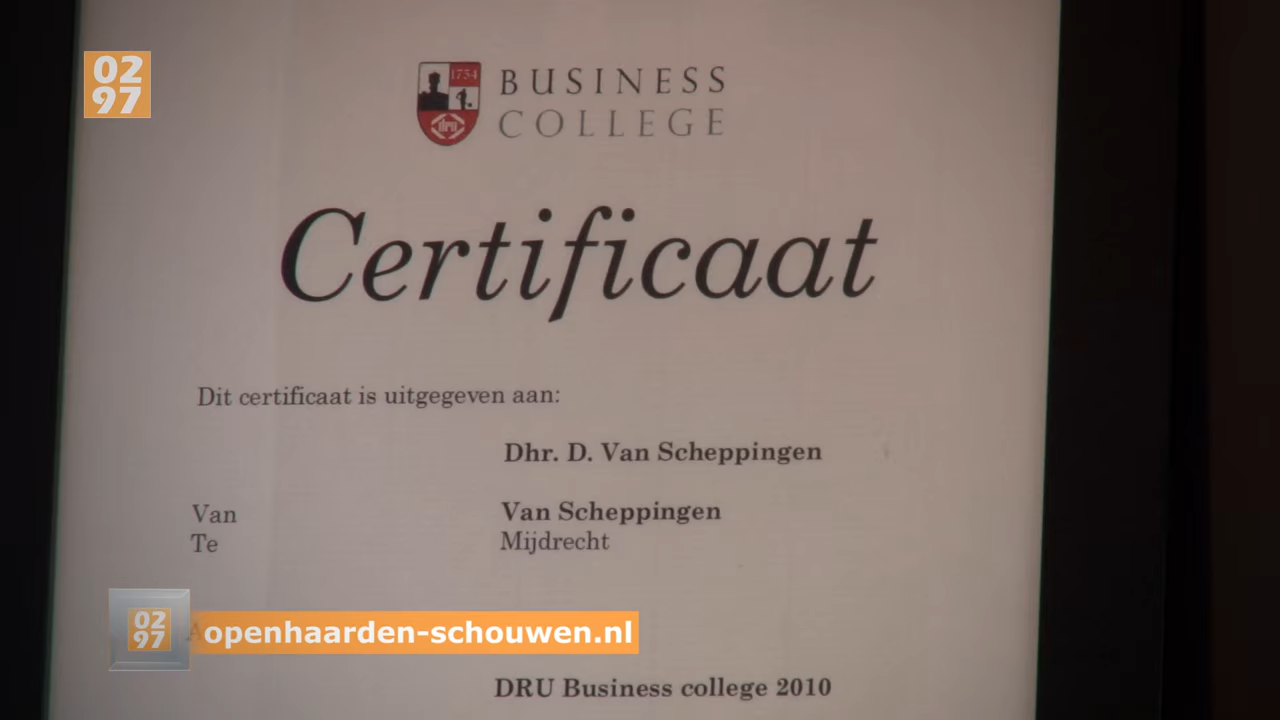 02
97
1754
BUSINESS
COLLEGE
dru
Certificaat
Dit certificaat is uitgegeven aan:
Dhr. D. Van Scheppingen
Van Van Scheppingen
Te Mijdrecht
02
97
openhaarden-schouwen.nl
DRU Business college 2010